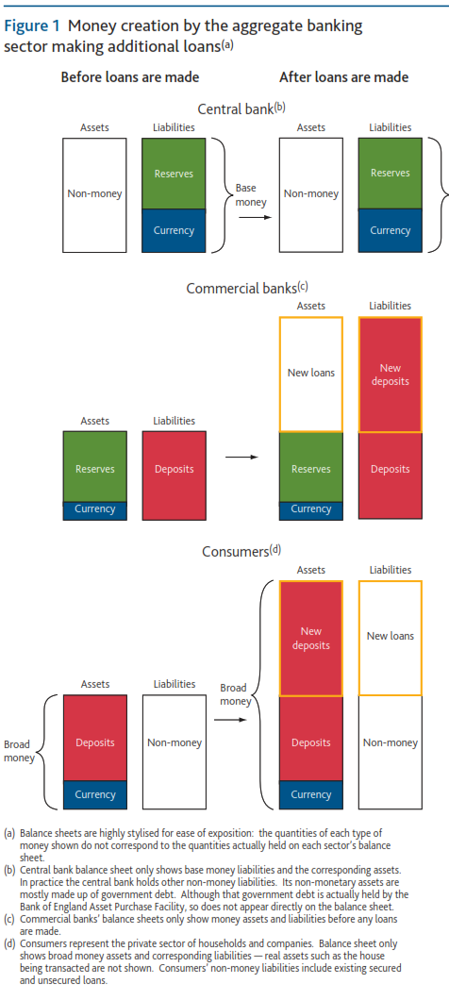 Figure 1 Money creation by the aggregate banking
sector making additional loans(a)
Before loans are made
After loans are made
Central bank(b)
Assets
Liabilities
Assets
Liabilities
Non-money
Reserves
Currency
Base
money
Non-money
Reserves
Currency
Commercial banks(c)
Assets
Liabilities
New loans
New
deposits
Assets
Liabilities
Reserves
Deposits
Currency
Reserves
Deposits
Currency
Consumers(d)
Assets
Liabilities
New
deposits
New loans
Assets
Liabilities
Broad
money
Broad
money
Deposits
Non-money
Currency
Deposits
Non-money
Currency
(a) Balance sheets are highly stylised for ease of exposition: the quantities of each type of
money shown do not correspond to the quantities actually held on each sector's balance
sheet.
(b) Central bank balance sheet only shows base money liabilities and the corresponding assets.
In practice the central bank holds other non-money liabilities. Its non-monetary assets are
mostly made up of government debt. Although that government debt is actually held by the
Bank of England Asset Purchase Facility, so does not appear directly on the balance sheet.
(c) Commercial banks' balance sheets only show money assets and liabilities before any loans
are made.
(d) Consumers represent the private sector of households and companies. Balance sheet only
shows broad money assets and corresponding liabilities — real assets such as the house
being transacted are not shown. Consumers' non-money liabilities include existing secured
and unsecured loans.